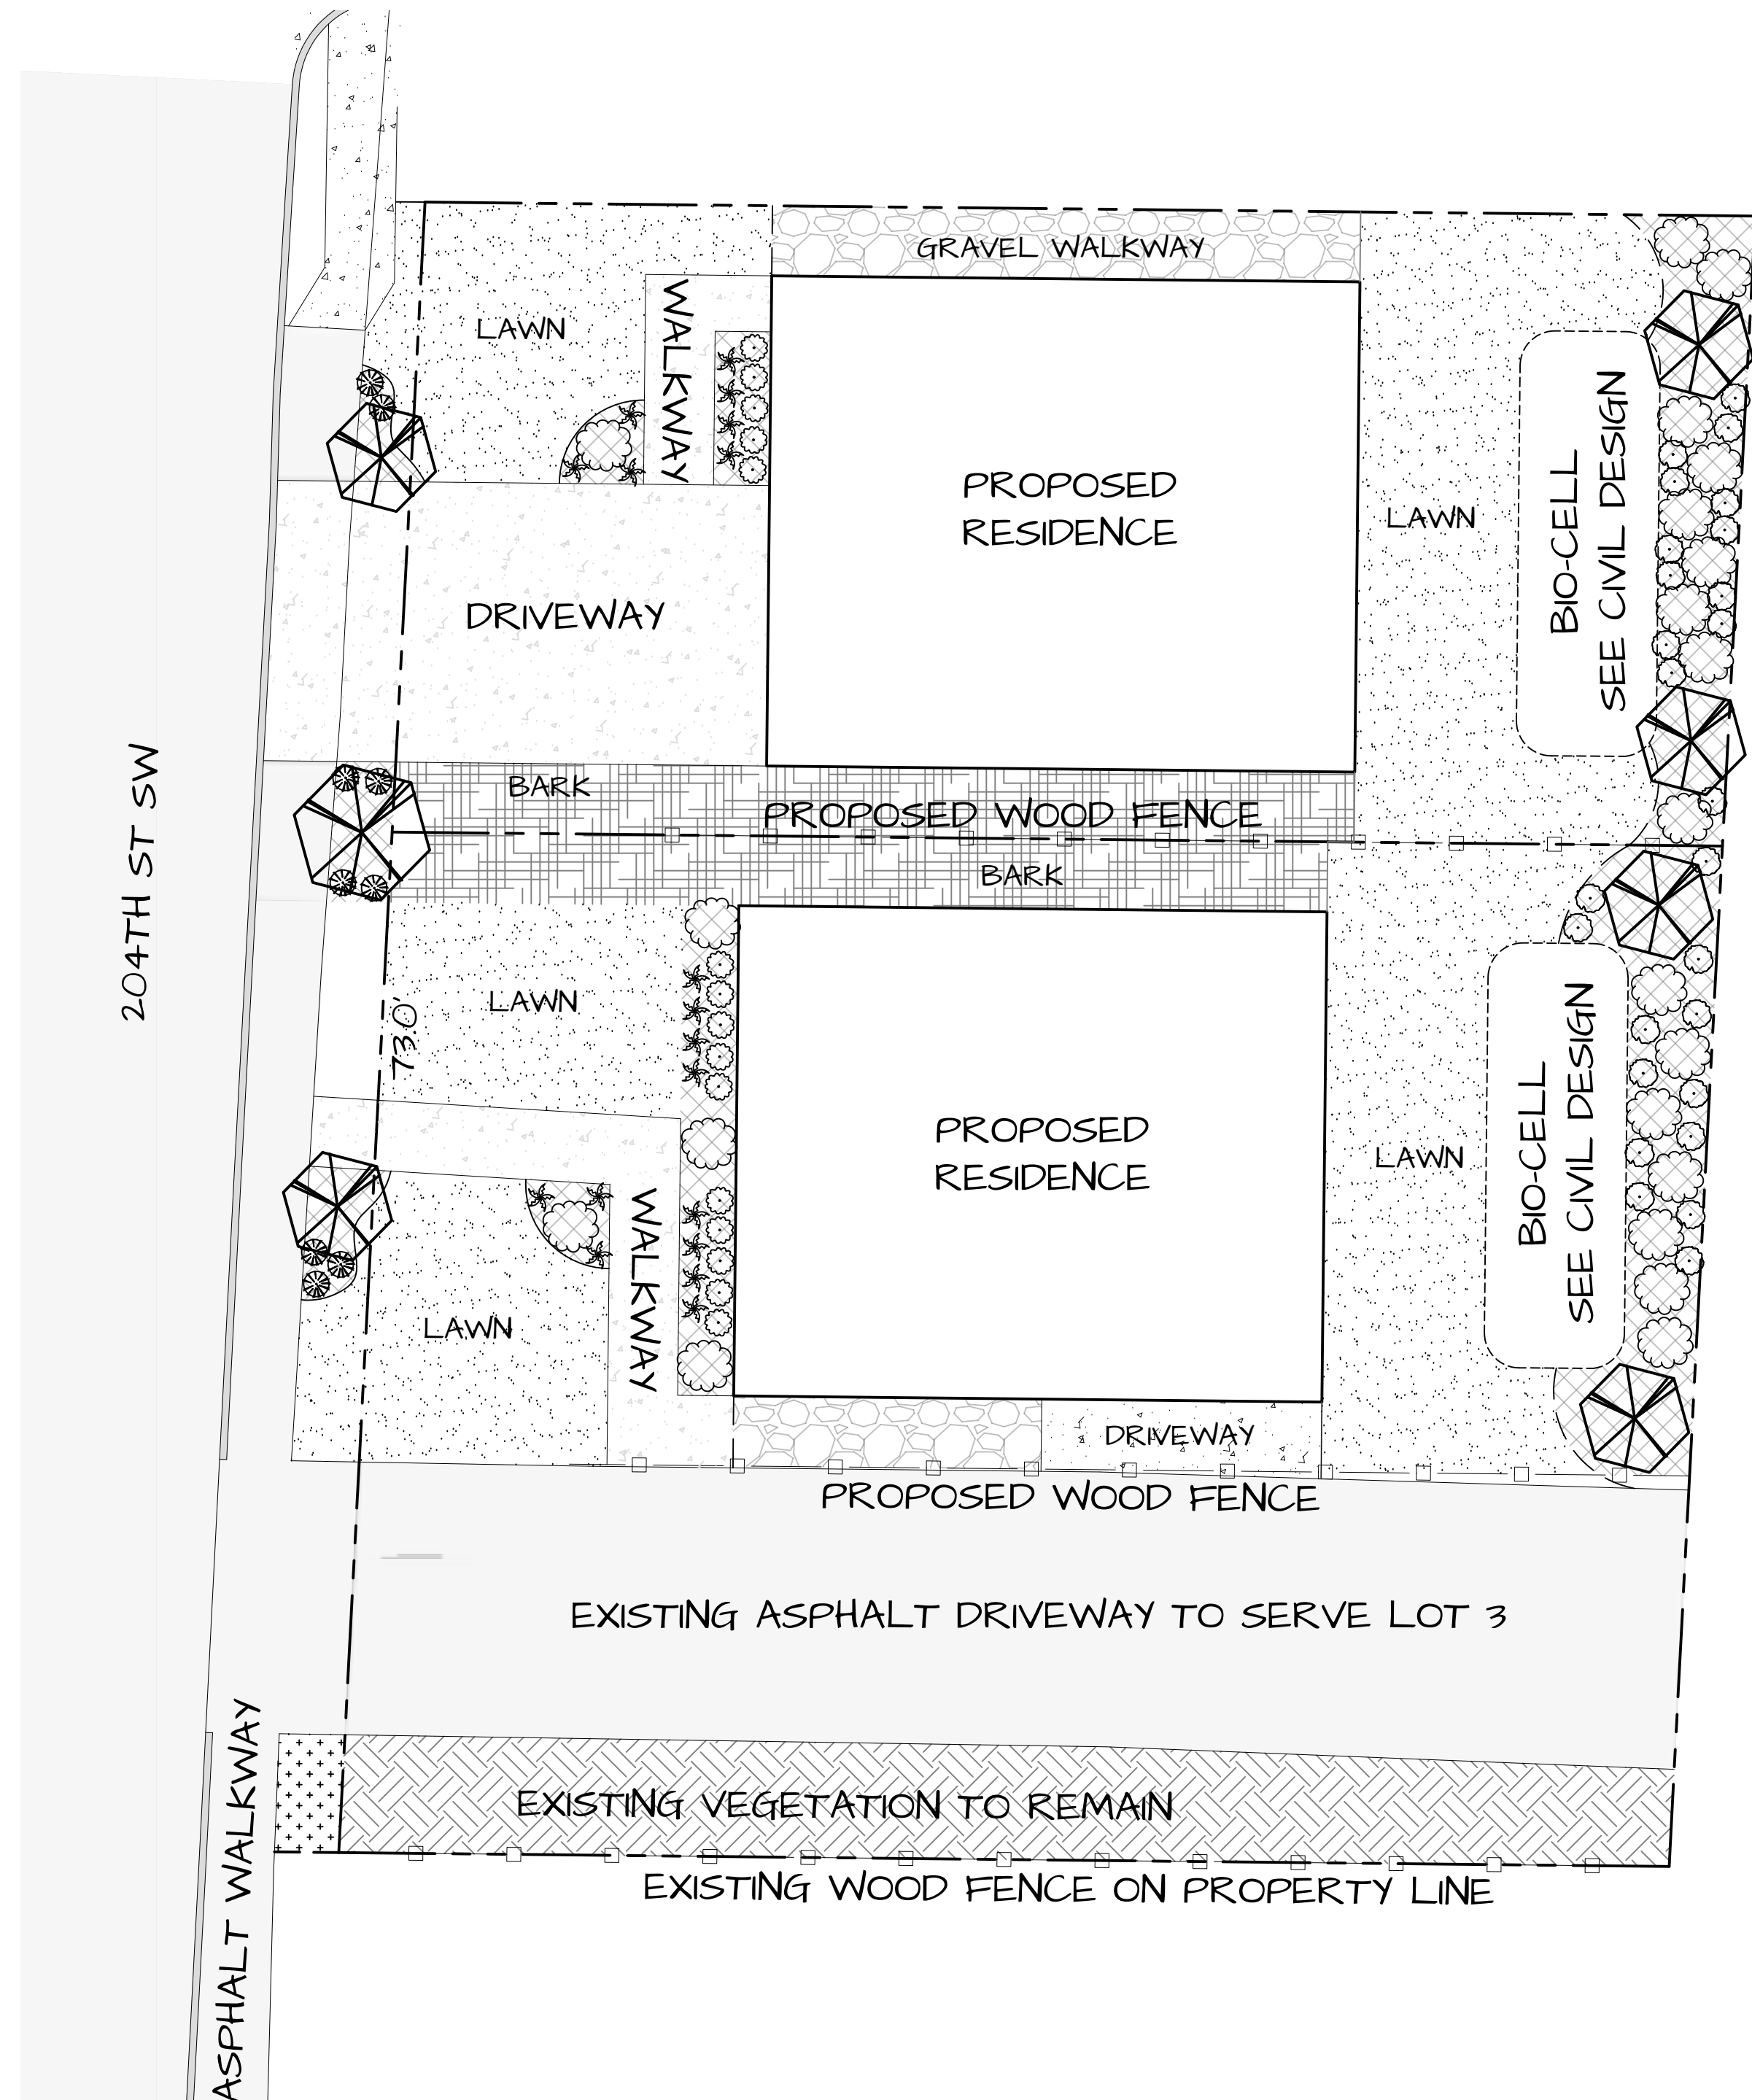 GRAVEL WALKWAY
LAWN
WALKWAY
PROPOSED
RESIDENCE
LAWN
BIO-CELL
SEE CIVIL DESIGN
DRIVEWAY
204TH ST SW
BARK
PROPOSED WOOD FENCE
BARK
LAWN
73.0'
PROPOSED
RESIDENCE
LAWN
BIO-CELL
SEE CIVIL DESIGN
WALKWAY
LAWN
DRIVEWAY
PROPOSED WOOD FENCE
EXISTING ASPHALT DRIVEWAY TO SERVE LOT 3
ASPHALT WALKWAY
EXISTING VEGETATION TO REMAIN
EXISTING WOOD FENCE ON PROPERTY LINE